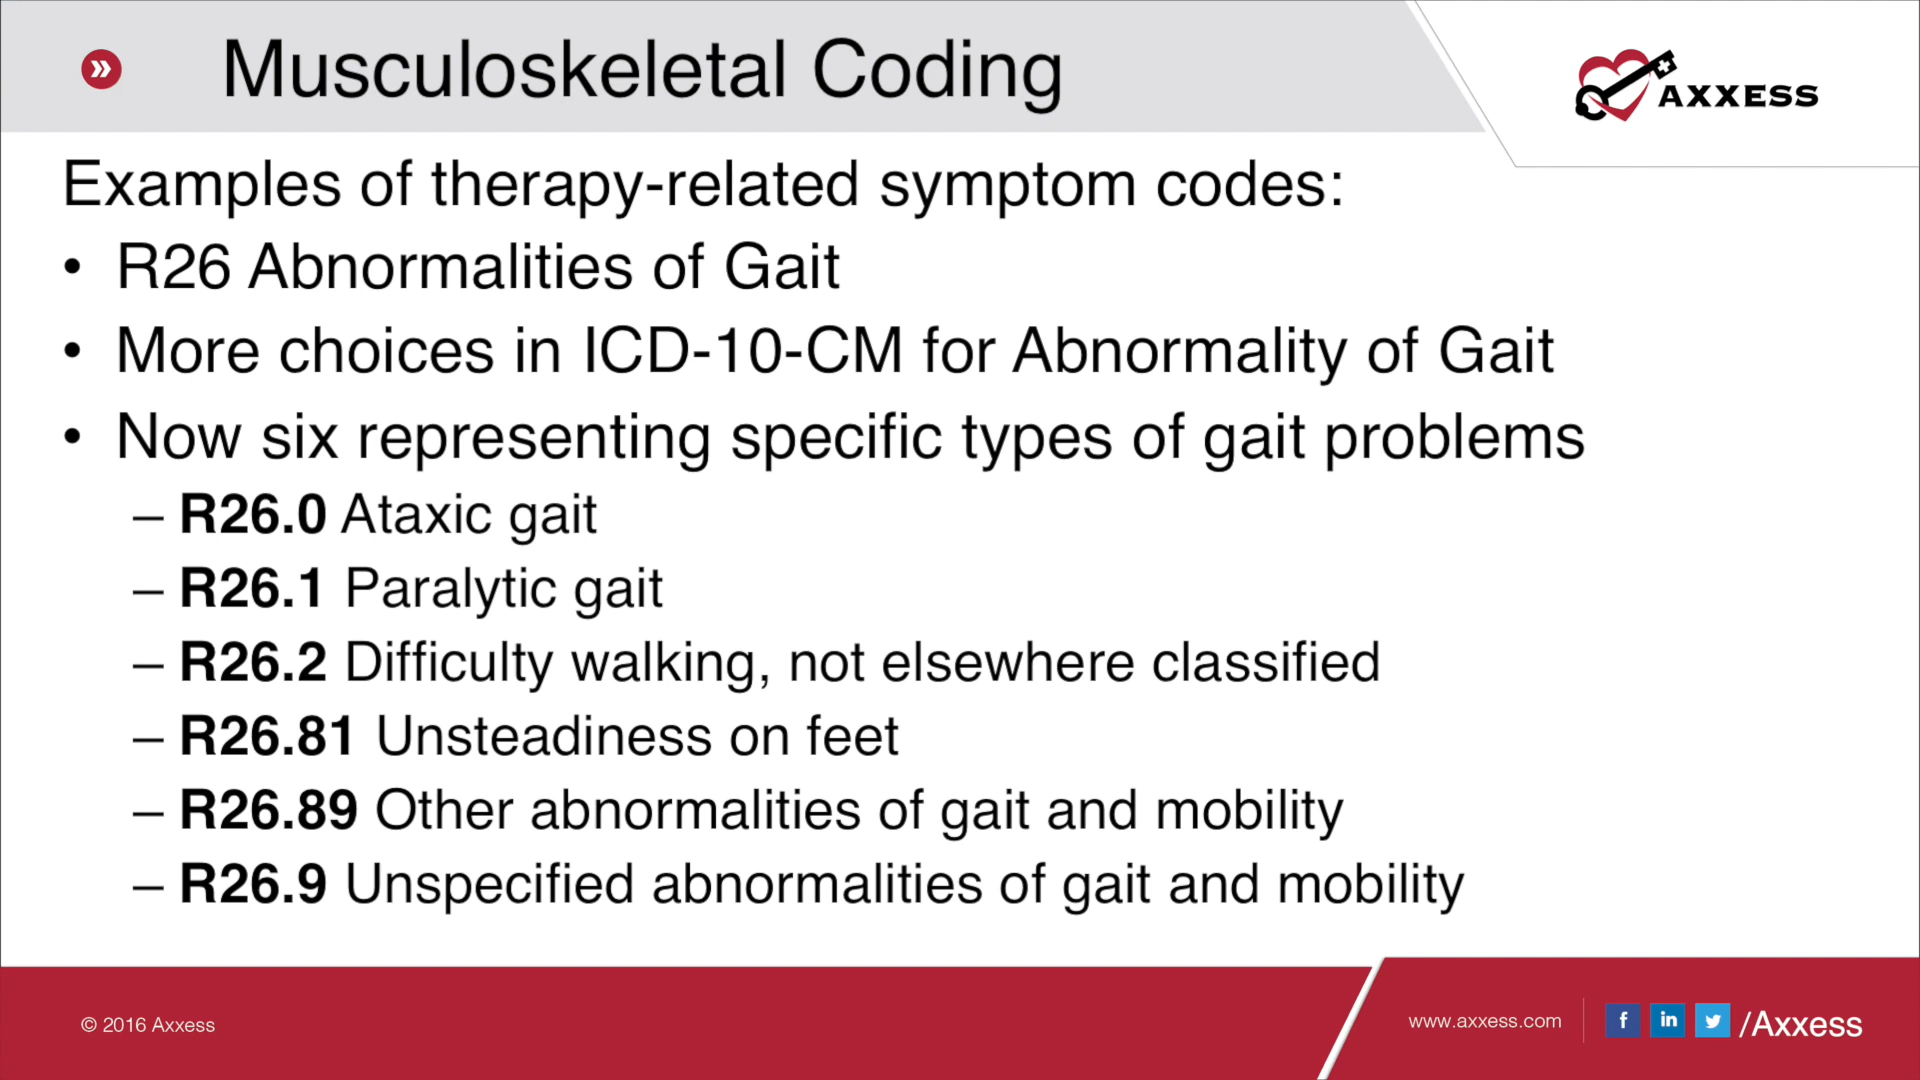 Musculoskeletal Coding
AXXESS
Examples of therapy-related symptom codes:
• R26 Abnormalities of Gait
• More choices in ICD-10-CM for Abnormality of Gait
• Now six representing specific types of gait problems
– R26.0 Ataxic gait
– R26.1 Paralytic gait
– R26.2 Difficulty walking, not elsewhere classified
– R26.81 Unsteadiness on feet
– R26.89 Other abnormalities of gait and mobility
– R26.9 Unspecified abnormalities of gait and mobility
© 2016 Axxess
www.axxess.com
/Axxess